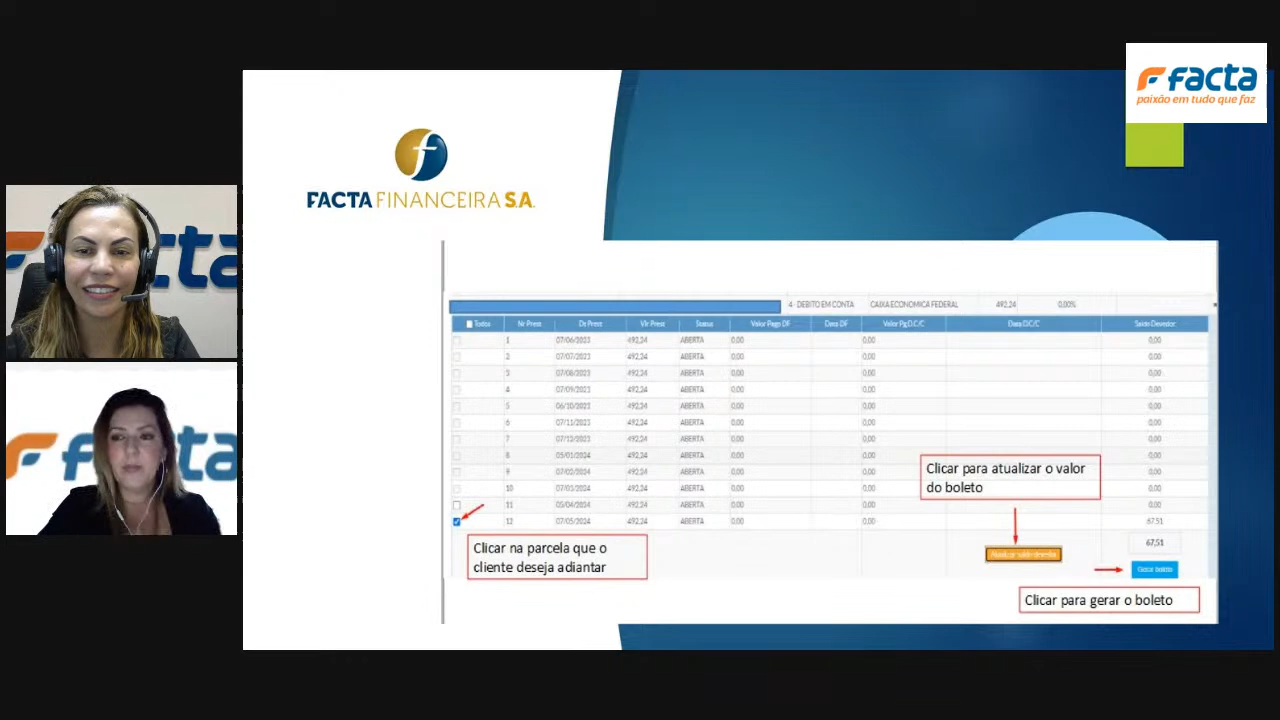 facta
paixão em tudo que faz
FACTA FINANCEIRA S.A.
4 - DEBITO EM CONTA CAIXA ECONOMICA FEDERAL 492,24 0,00%
Todos Nr Prest Ds Prest Vlr Prest Status Valor Pago DF Data DF Valor Pg.D.C/C Data D.C/C Saldo Devedor
1 07/06/2023 492,24 ABERTA 0,00 0,00 0,00
2 07/07/2023 492,24 ABERTA 0,00 0,00 0,00
3 07/08/2023 492,24 ABERTA 0,00 0,00 0,00
4 07/09/2023 492,24 ABERTA 0,00 0,00 0,00
5 06/10/2023 492,24 ABERTA 0,00 0,00 0,00
6 07/11/2023 492,24 ABERTA 0,00 0,00 0,00
7 07/12/2023 492,24 ABERTA 0,00 0,00 0,00
8 05/01/2024 492,24 ABERTA 0,00 0,00 0,00
9 07/02/2024 492,24 ABERTA 0,00 0,00 0,00
10 07/03/2024 492,24 ABERTA 0,00 0,00 0,00
11 05/04/2024 492,24 ABERTA 0,00 0,00 0,00
12 07/05/2024 492,24 ABERTA 0,00 0,00 67,51
67,51
Clicar para atualizar o valor
do boleto
Atualizar saldo devedor
Gerar boleto
Clicar na parcela que o
cliente deseja adiantar
Clicar para gerar o boleto
facta
facta